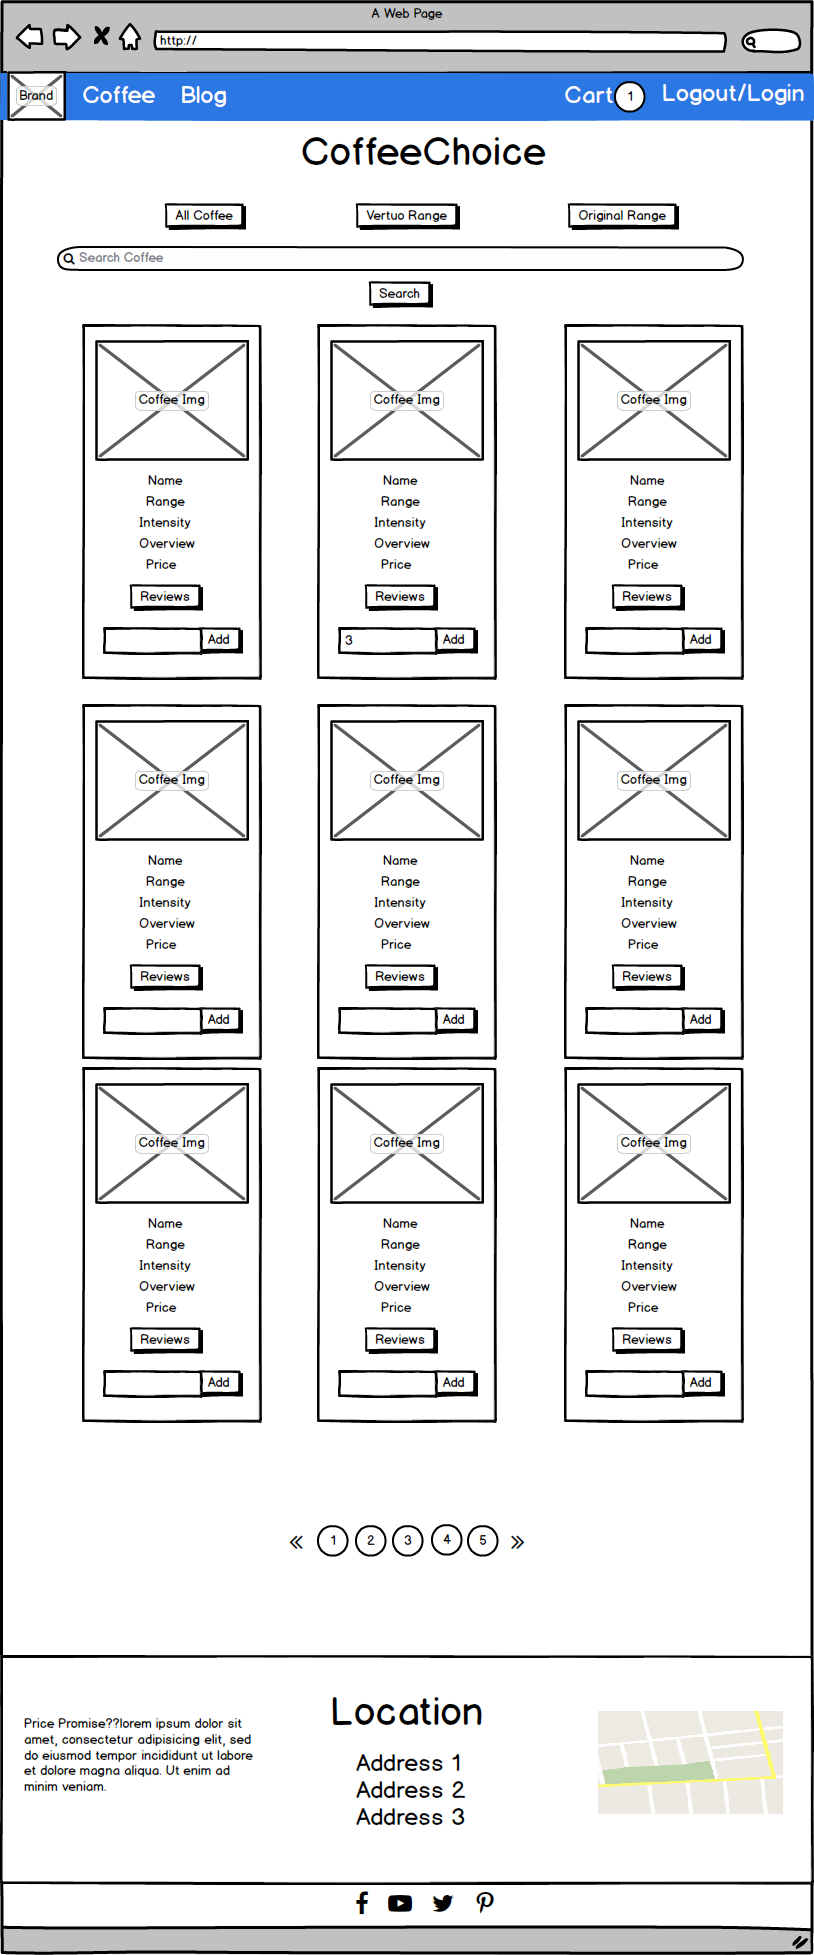 A Web Page
http://
Brand Coffee Blog Cart 1 Logout/Login
CoffeeChoice
All Coffee Vertuo Range Original Range
Search Coffee
Search
Coffee Img Coffee Img Coffee Img
Name Name Name
Range Range Range
Intensity Intensity Intensity
Overview Overview Overview
Price Price Price
Reviews Reviews Reviews
Add 3 Add Add
Coffee Img Coffee Img Coffee Img
Name Name Name
Range Range Range
Intensity Intensity Intensity
Overview Overview Overview
Price Price Price
Reviews Reviews Reviews
Add Add Add
Coffee Img Coffee Img Coffee Img
Name Name Name
Range Range Range
Intensity Intensity Intensity
Overview Overview Overview
Price Price Price
Reviews Reviews Reviews
Add Add Add
« 1 2 3 4 5 »
Price Promise??lorem ipsum dolor sit
amet, consectetur adipisicing elit, sed
do eiusmod tempor incididunt ut labore
et dolore magna aliqua. Ut enim ad
minim veniam.
Location
Address 1
Address 2
Address 3